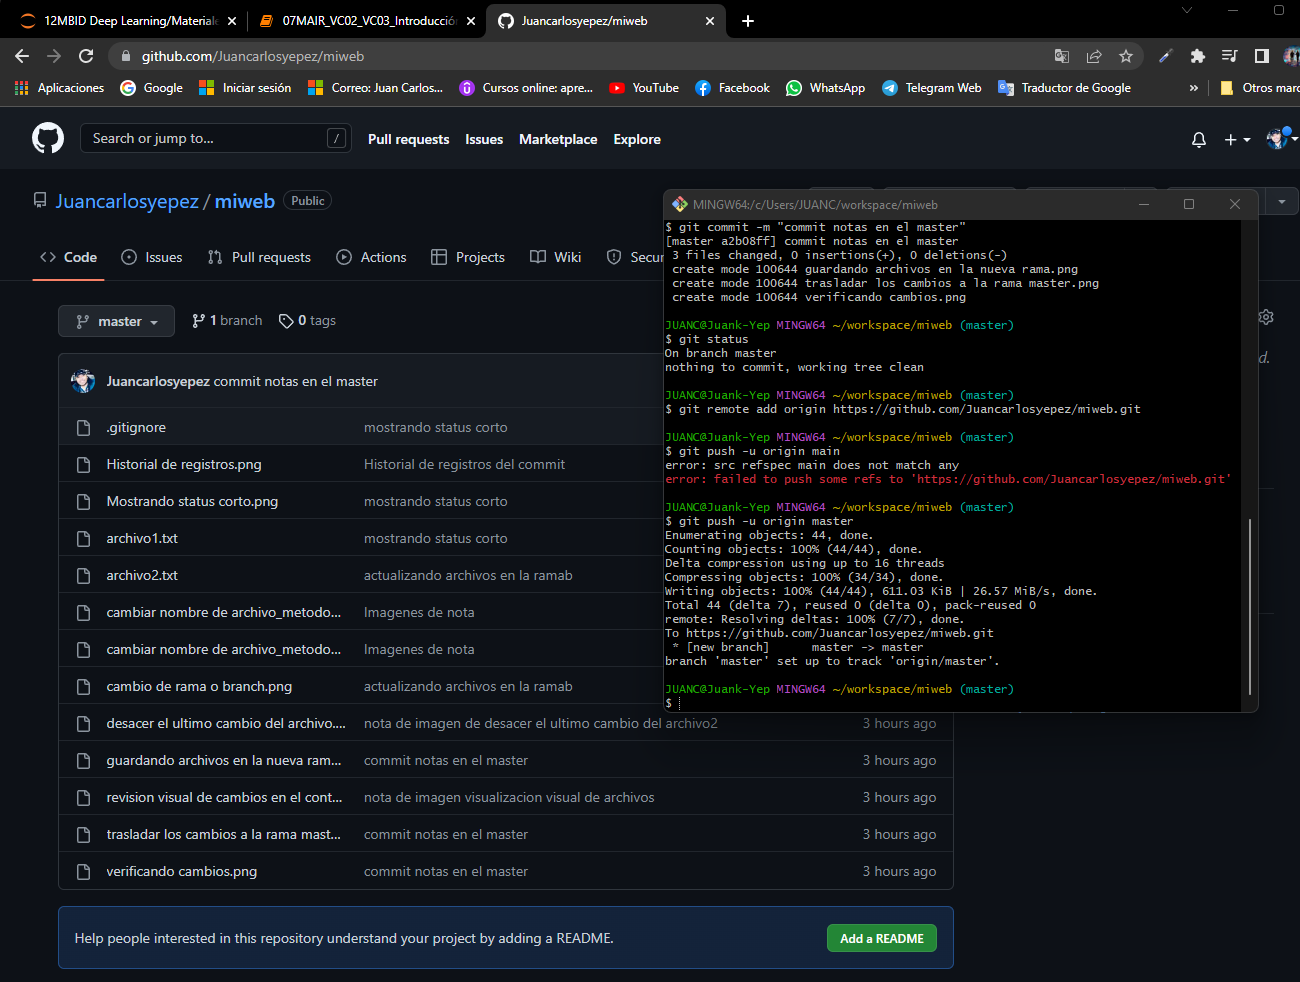 12MBID Deep Learning/Materiale
07MAIR_VC02_VC03_Introducción
Juancarlosyepez/miweb
github.com/Juancarlosyepez/miweb
Aplicaciones
Google
Iniciar sesión
Correo: Juan Carlos...
Cursos online: apre...
YouTube
Facebook
WhatsApp
Telegram Web
Traductor de Google
»
Otros marc
Search or jump to...
/
Pull requests
Issues
Marketplace
Explore
Juancarlosyepez / miweb
Public
<> Code
Issues
Pull requests
Actions
Projects
Wiki
Secur
master
1 branch
0 tags
d.
Juancarlosyepez commit notas en el master
.gitignore
mostrando status corto
Historial de registros.png
Historial de registros del commit
Mostrando status corto.png
mostrando status corto
archivo1.txt
mostrando status corto
archivo2.txt
actualizando archivos en la ramab
cambiar nombre de archivo_metodo...
Imagenes de nota
cambiar nombre de archivo_metodo...
Imagenes de nota
cambio de rama o branch.png
actualizando archivos en la ramab
desacer el ultimo cambio del archivo....
nota de imagen de desacer el ultimo cambio del archivo2
3 hours ago
guardando archivos en la nueva ram...
commit notas en el master
3 hours ago
revision visual de cambios en el cont...
nota de imagen visualizacion visual de archivos
3 hours ago
trasladar los cambios a la rama mast...
commit notas en el master
3 hours ago
verificando cambios.png
commit notas en el master
3 hours ago
Help people interested in this repository understand your project by adding a README.
Add a README
MINGW64:/c/Users/JUANC/workspace/miweb
$ git commit -m "commit notas en el master"
[master a2b08ff] commit notas en el master
3 files changed, 0 insertions(+), 0 deletions(-)
create mode 100644 guardando archivos en la nueva rama.png
create mode 100644 trasladar los cambios a la rama master.png
create mode 100644 verificando cambios.png
JUANC@Juank-Yep MINGW64 ~/workspace/miweb (master)
$ git status
On branch master
nothing to commit, working tree clean
JUANC@Juank-Yep MINGW64 ~/workspace/miweb (master)
$ git remote add origin https://github.com/Juancarlosyepez/miweb.git
JUANC@Juank-Yep MINGW64 ~/workspace/miweb (master)
$ git push -u origin main
error: src refspec main does not match any
error: failed to push some refs to 'https://github.com/Juancarlosyepez/miweb.git'
JUANC@Juank-Yep MINGW64 ~/workspace/miweb (master)
$ git push -u origin master
Enumerating objects: 44, done.
Counting objects: 100% (44/44), done.
Delta compression using up to 16 threads
Compressing objects: 100% (34/34), done.
Writing objects: 100% (44/44), 611.03 KiB | 26.57 MiB/s, done.
Total 44 (delta 7), reused 0 (delta 0), pack-reused 0
remote: Resolving deltas: 100% (7/7), done.
To https://github.com/Juancarlosyepez/miweb.git
* [new branch]      master -> master
branch 'master' set up to track 'origin/master'.
JUANC@Juank-Yep MINGW64 ~/workspace/miweb (master)
$